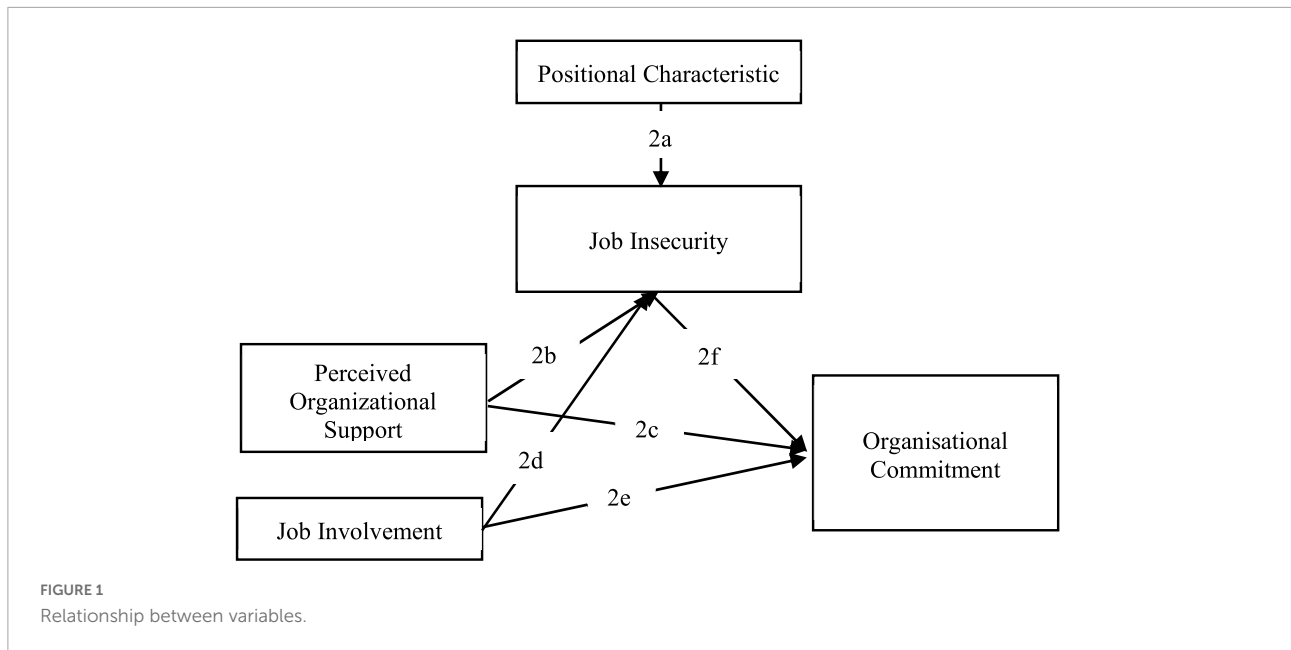 Positional Characteristic
2a
Job Insecurity
2b
2f
Perceived
Organizational
Support
2c
Organisational
Commitment
2d
2e
Job Involvement
FIGURE 1
Relationship between variables.